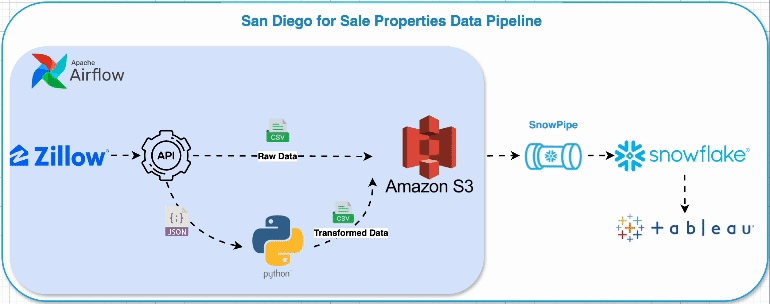 San Diego for Sale Properties Data Pipeline
Apache
Airflow
Zillow
API
CSV
Raw Data
Amazon S3
SnowPipe
snowflake
{;}
JSON
python
CSV
Transformed Data
+ a b l e a u